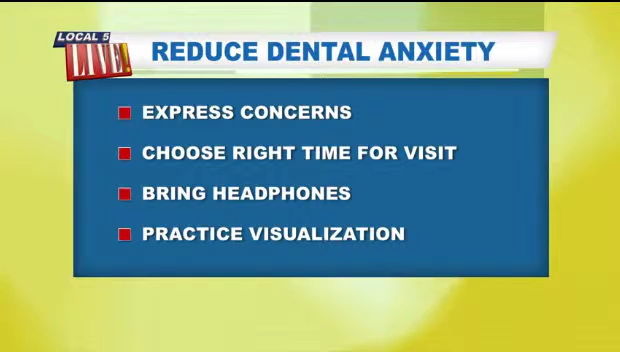 LOCAL 5
LIVE!
REDUCE DENTAL ANXIETY
EXPRESS CONCERNS
CHOOSE RIGHT TIME FOR VISIT
BRING HEADPHONES
PRACTICE VISUALIZATION